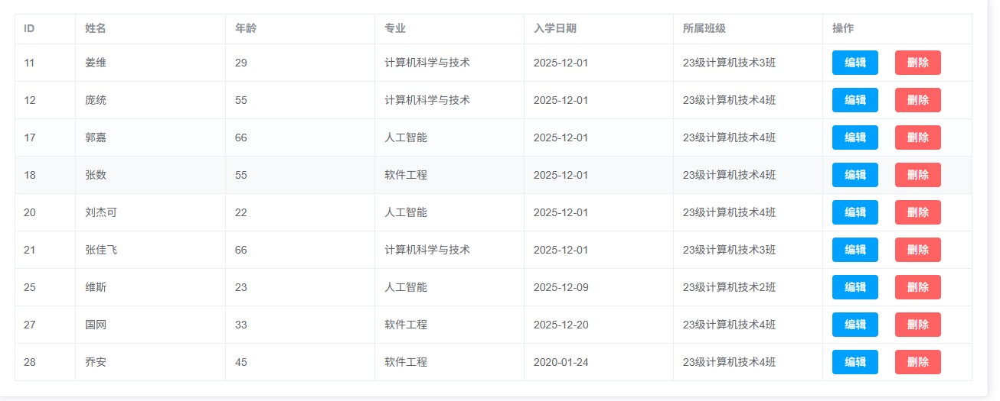 ID 姓名 年龄 专业 入学日期 所属班级 操作
11 姜维 29 计算机科学与技术 2025-12-01 23级计算机技术3班 编辑 删除
12 庞统 55 计算机科学与技术 2025-12-01 23级计算机技术4班 编辑 删除
17 郭嘉 66 人工智能 2025-12-01 23级计算机技术4班 编辑 删除
18 张数 55 软件工程 2025-12-01 23级计算机技术4班 编辑 删除
20 刘杰可 22 人工智能 2025-12-01 23级计算机技术4班 编辑 删除
21 张佳飞 66 计算机科学与技术 2025-12-01 23级计算机技术3班 编辑 删除
25 维斯 23 人工智能 2025-12-09 23级计算机技术2班 编辑 删除
27 国网 33 软件工程 2025-12-20 23级计算机技术4班 编辑 删除
28 乔安 45 软件工程 2020-01-24 23级计算机技术4班 编辑 删除